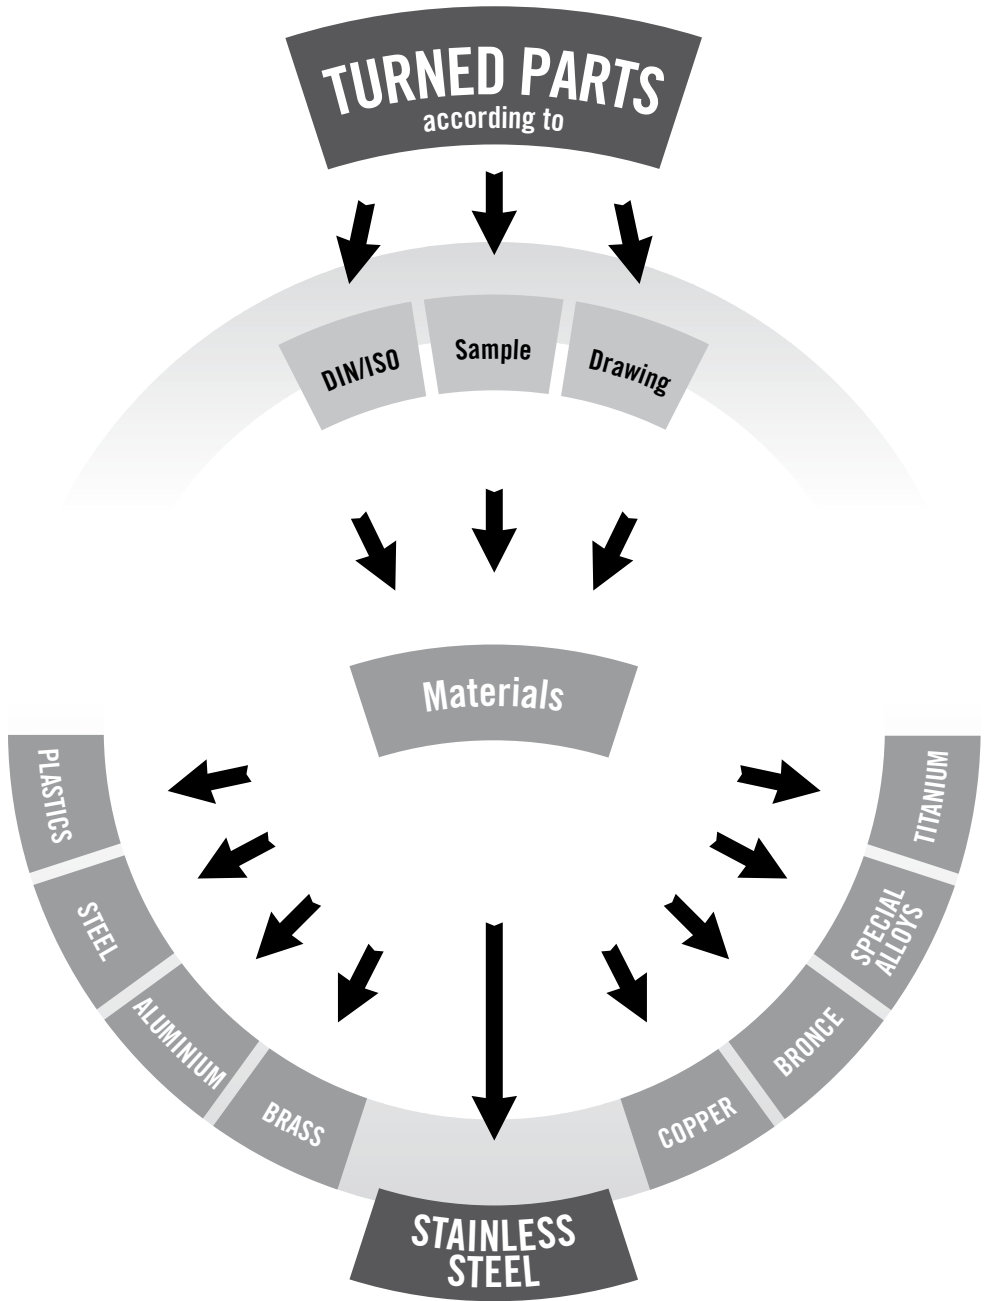 TURNED PARTS
according to
DIN/ISO
Sample
Drawing
Materials
PLASTICS
STEEL
ALUMINIUM
BRASS
STAINLESS
STEEL
COPPER
BRONCE
SPECIAL
ALLOYS
TITANIUM